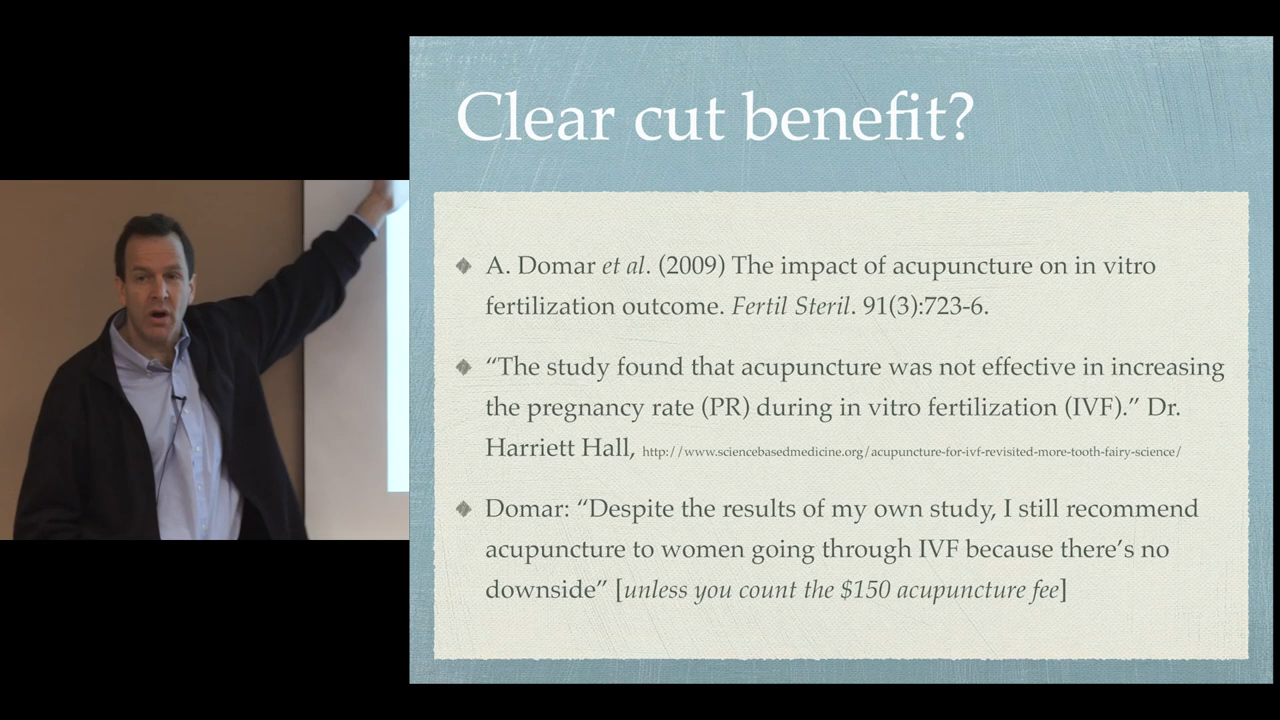 Clear cut benefit?
A. Domar et al. (2009) The impact of acupuncture on in vitro
fertilization outcome. Fertil Steril. 91(3):723-6.
“The study found that acupuncture was not effective in increasing
the pregnancy rate (PR) during in vitro fertilization (IVF).” Dr.
Harriett Hall, http://www.sciencebasedmedicine.org/acupuncture-for-ivf-revisited-more-tooth-fairy-science/
Domar: “Despite the results of my own study, I still recommend
acupuncture to women going through IVF because there’s no
downside” [unless you count the $150 acupuncture fee]